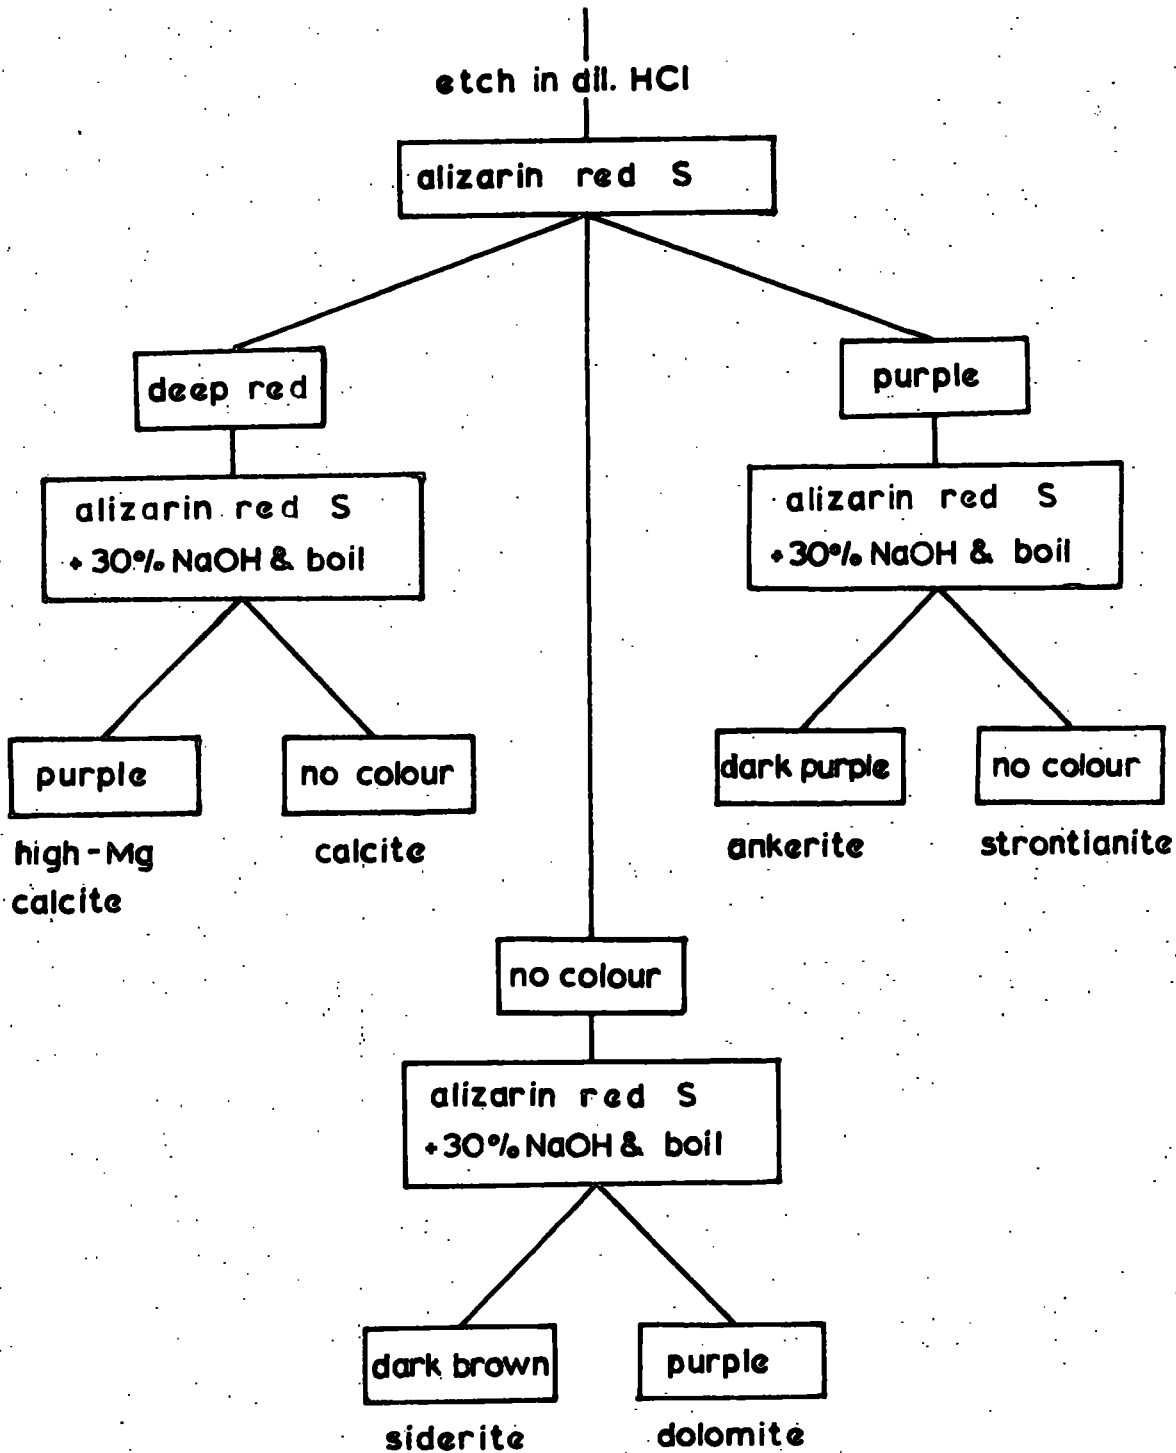 etch in dil. HCl
alizarin red S
deep red
purple
alizarin red S
+30% NaOH & boil
alizarin red S
+30% NaOH & boil
purple
no colour
dark purple
no colour
high-Mg
calcite
calcite
ankerite
strontianite
no colour
alizarin red S
+30% NaOH & boil
dark brown
purple
siderite
dolomite